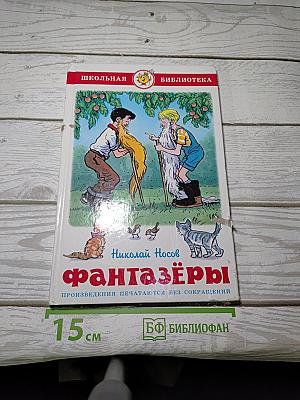 ШКОЛЬНАЯ БИБЛИОТЕКА
Николай Носов
ФАНТАЗЁРЫ
ПРОИЗВЕДЕНИЯ ПЕЧАТАЮТСЯ БЕЗ СОКРАЩЕНИЙ
15 см БФ БИБЛИОФАН